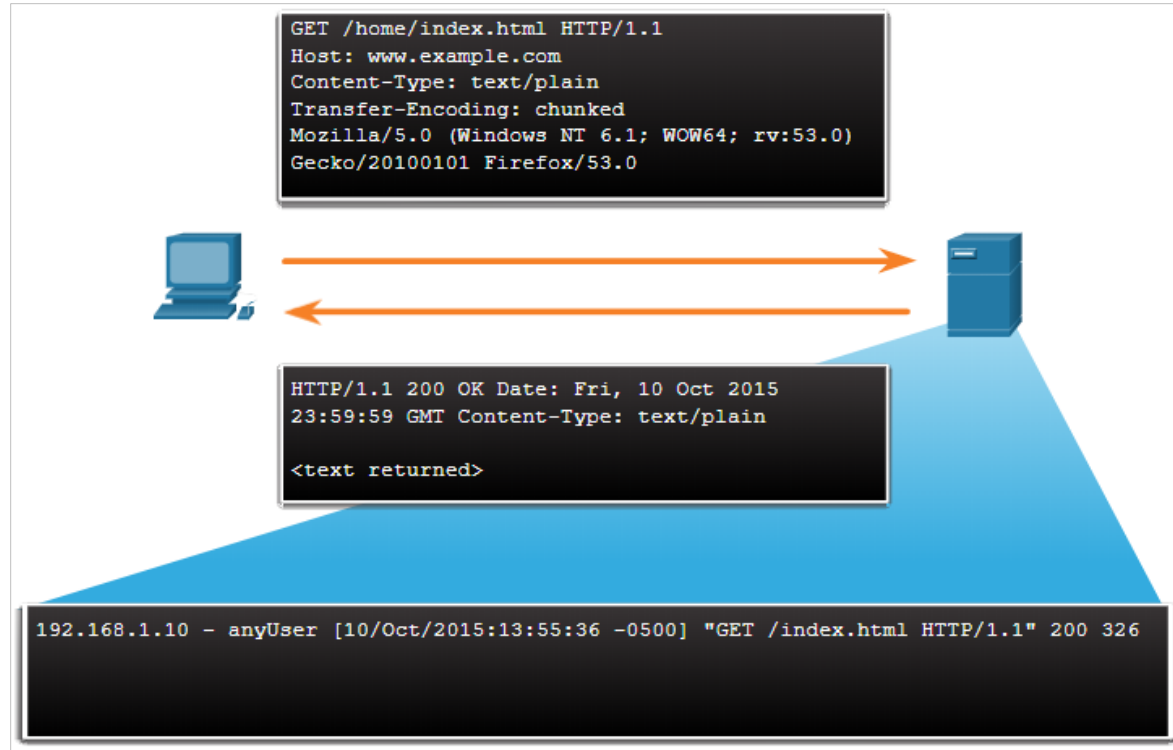 GET /home/index.html HTTP/1.1
Host: www.example.com
Content-Type: text/plain
Transfer-Encoding: chunked
Mozilla/5.0 (Windows NT 6.1; WOW64; rv:53.0)
Gecko/20100101 Firefox/53.0
HTTP/1.1 200 OK Date: Fri, 10 Oct 2015
23:59:59 GMT Content-Type: text/plain
<text returned>
192.168.1.10 - anyUser [10/Oct/2015:13:55:36 -0500] "GET /index.html HTTP/1.1" 200 326